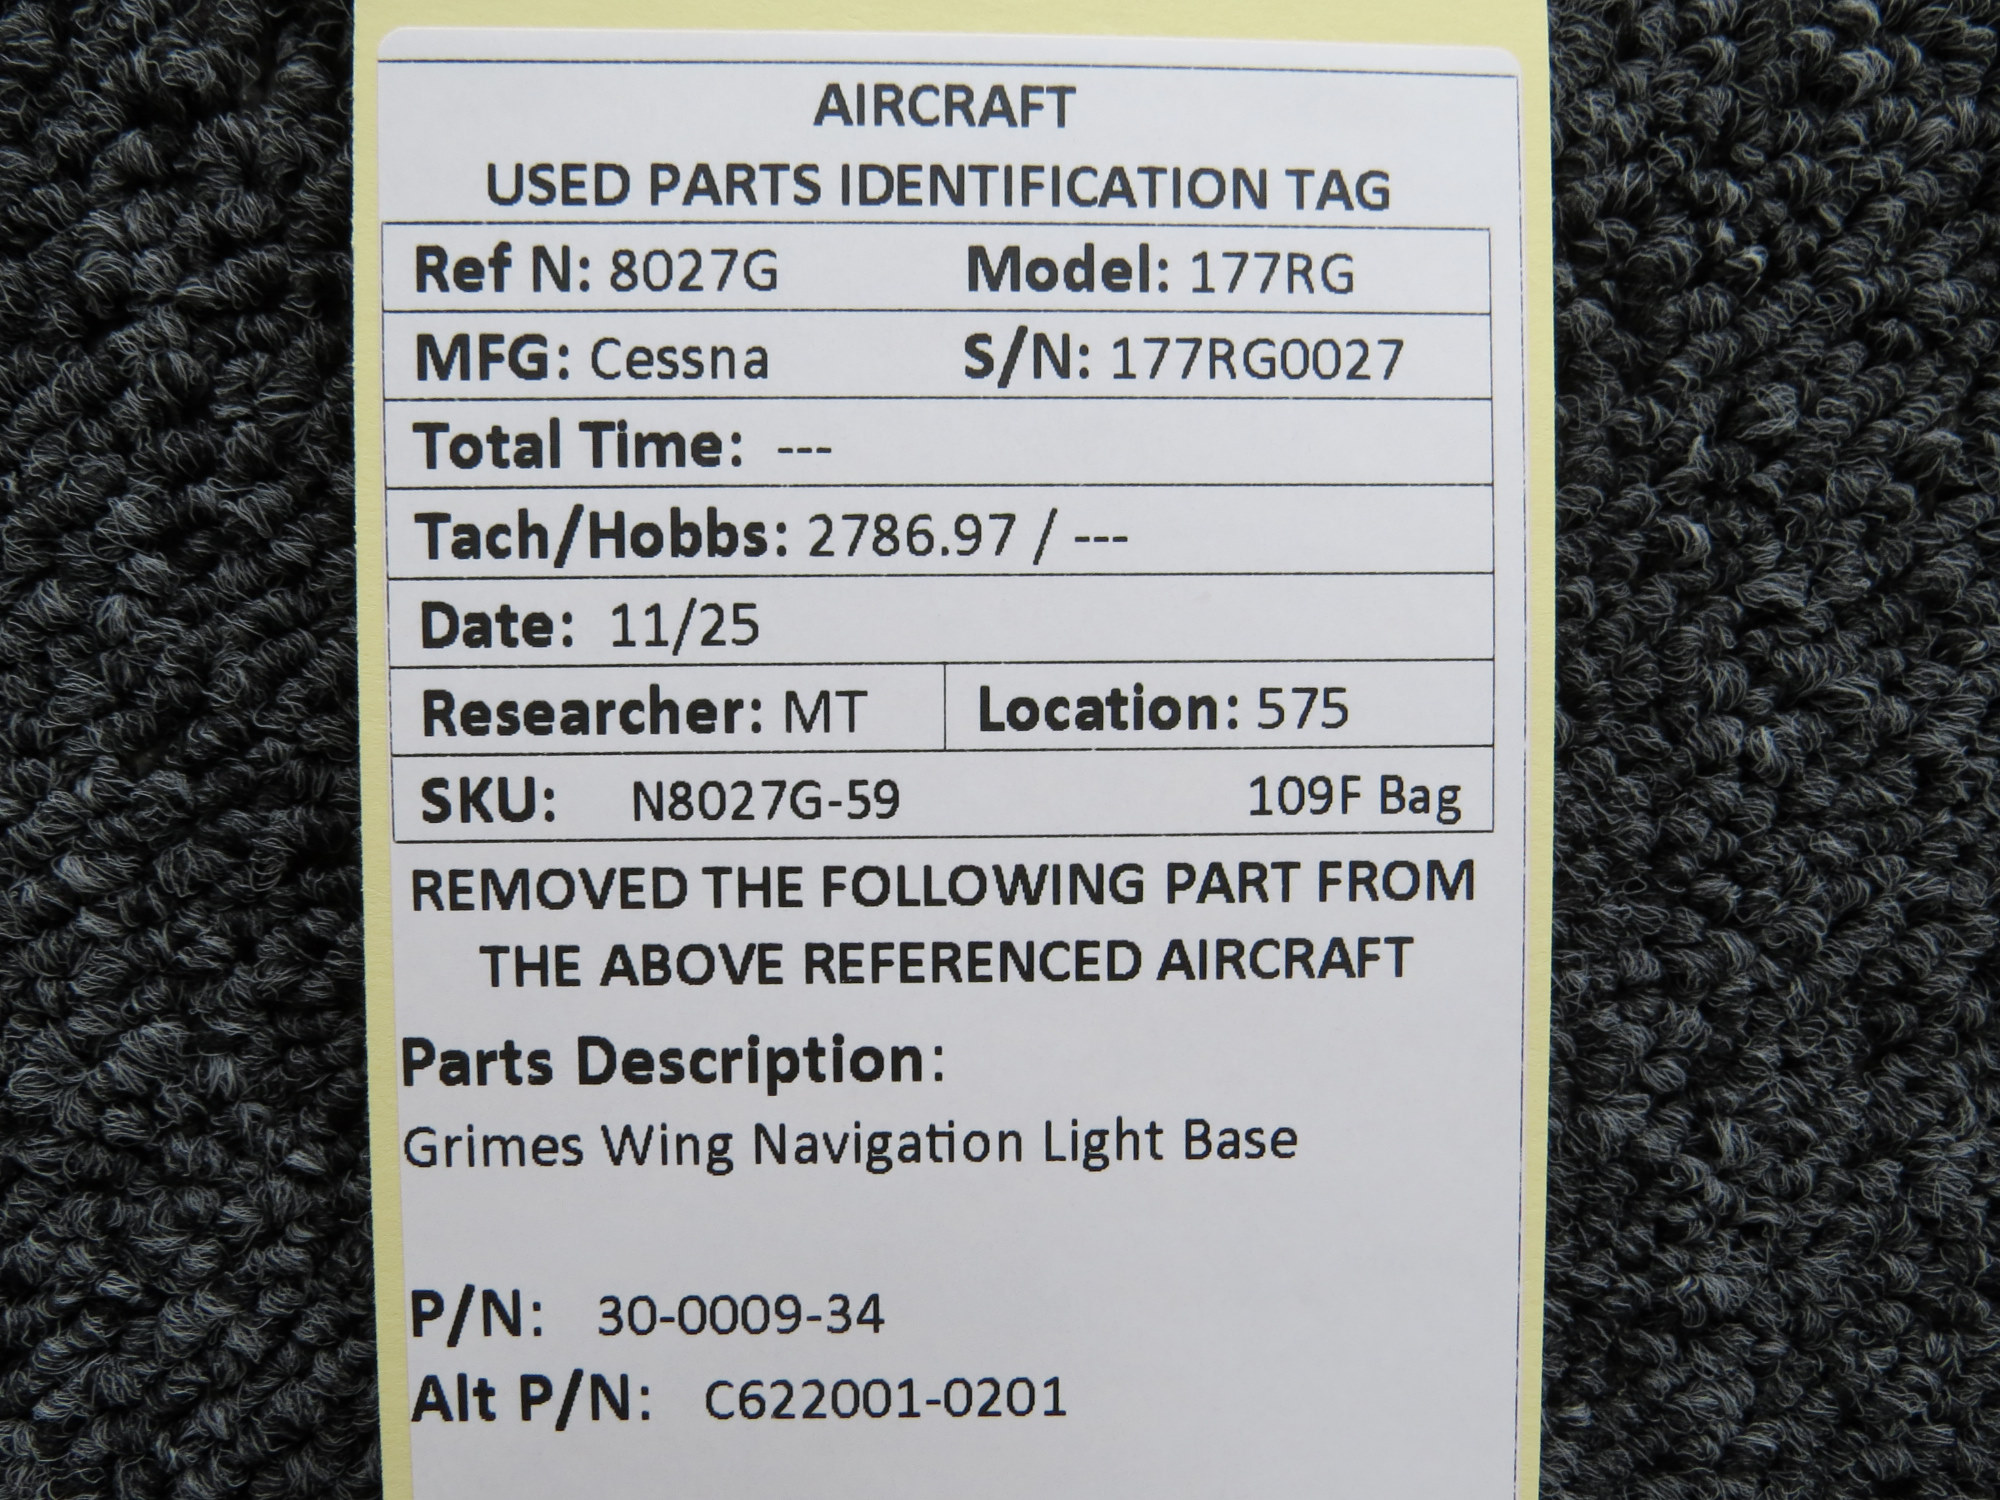 AIRCRAFT
USED PARTS IDENTIFICATION TAG
Ref N: 8027G Model: 177RG
MFG: Cessna S/N: 177RG0027
Total Time: ---
Tach/Hobbs: 2786.97 / ---
Date: 11/25
Researcher: MT Location: 575
SKU: N8027G-59 109F Bag
REMOVED THE FOLLOWING PART FROM
THE ABOVE REFERENCED AIRCRAFT
Parts Description:
Grimes Wing Navigation Light Base
P/N: 30-0009-34
Alt P/N: C622001-0201